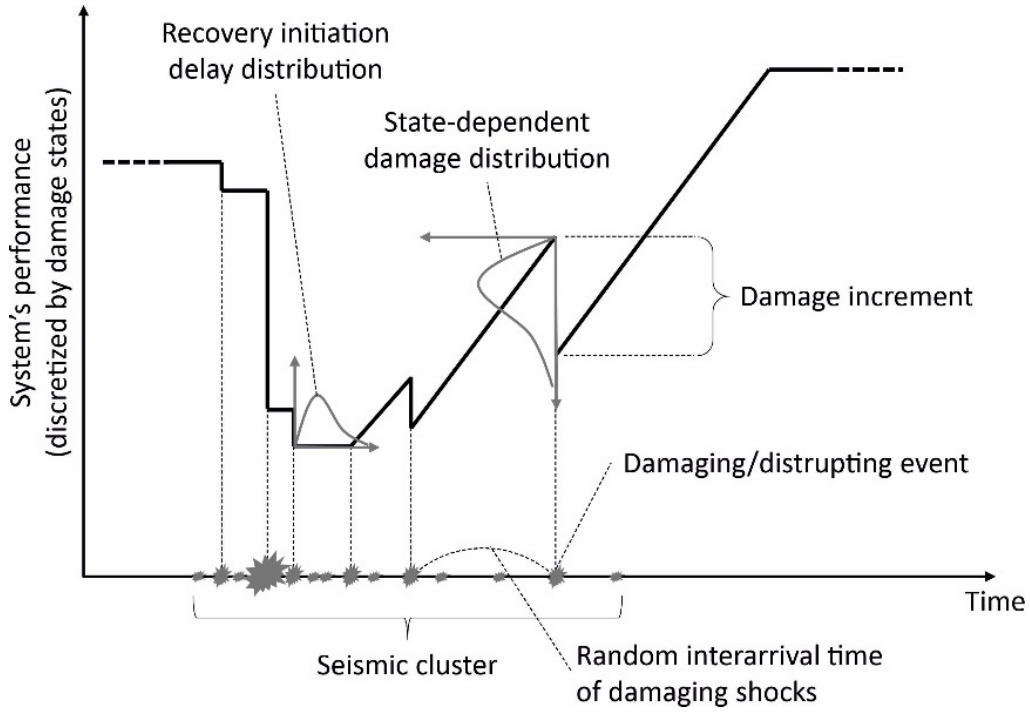 Recovery initiation
delay distribution
State-dependent
damage distribution
System's performance
(discretized by damage states)
Damage increment
Damaging/distrupting event
Time
Seismic cluster
Random interarrival time
of damaging shocks